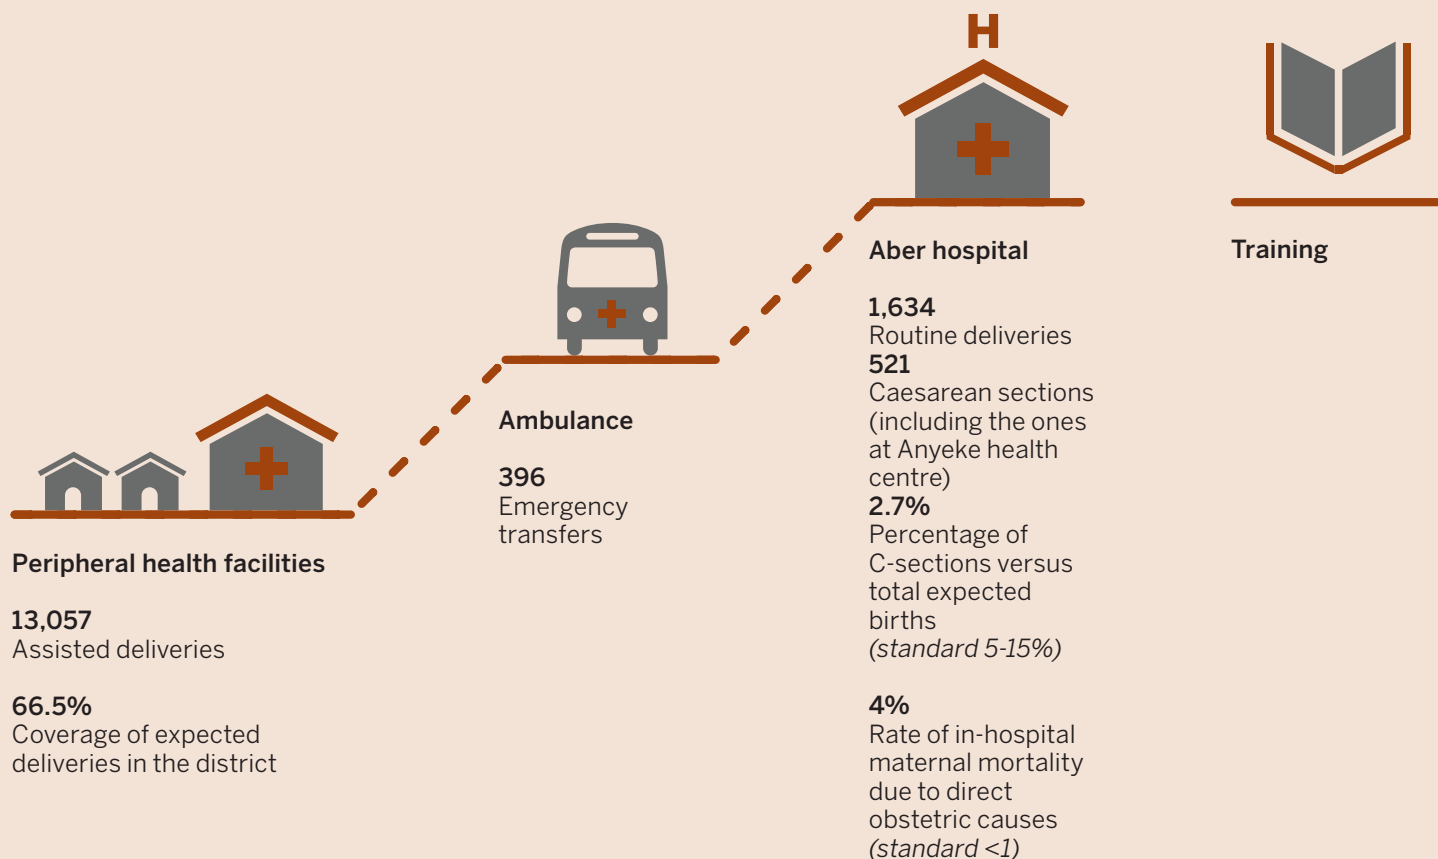 H
Aber hospital
1,634
Routine deliveries
521
Caesarean sections
(including the ones
at Anyeke health
centre)
2.7%
Percentage of
C-sections versus
total expected
births
(standard 5-15%)
4%
Rate of in-hospital
maternal mortality
due to direct
obstetric causes
(standard <1)
Training
Ambulance
396
Emergency
transfers
Peripheral health facilities
13,057
Assisted deliveries
66.5%
Coverage of expected
deliveries in the district